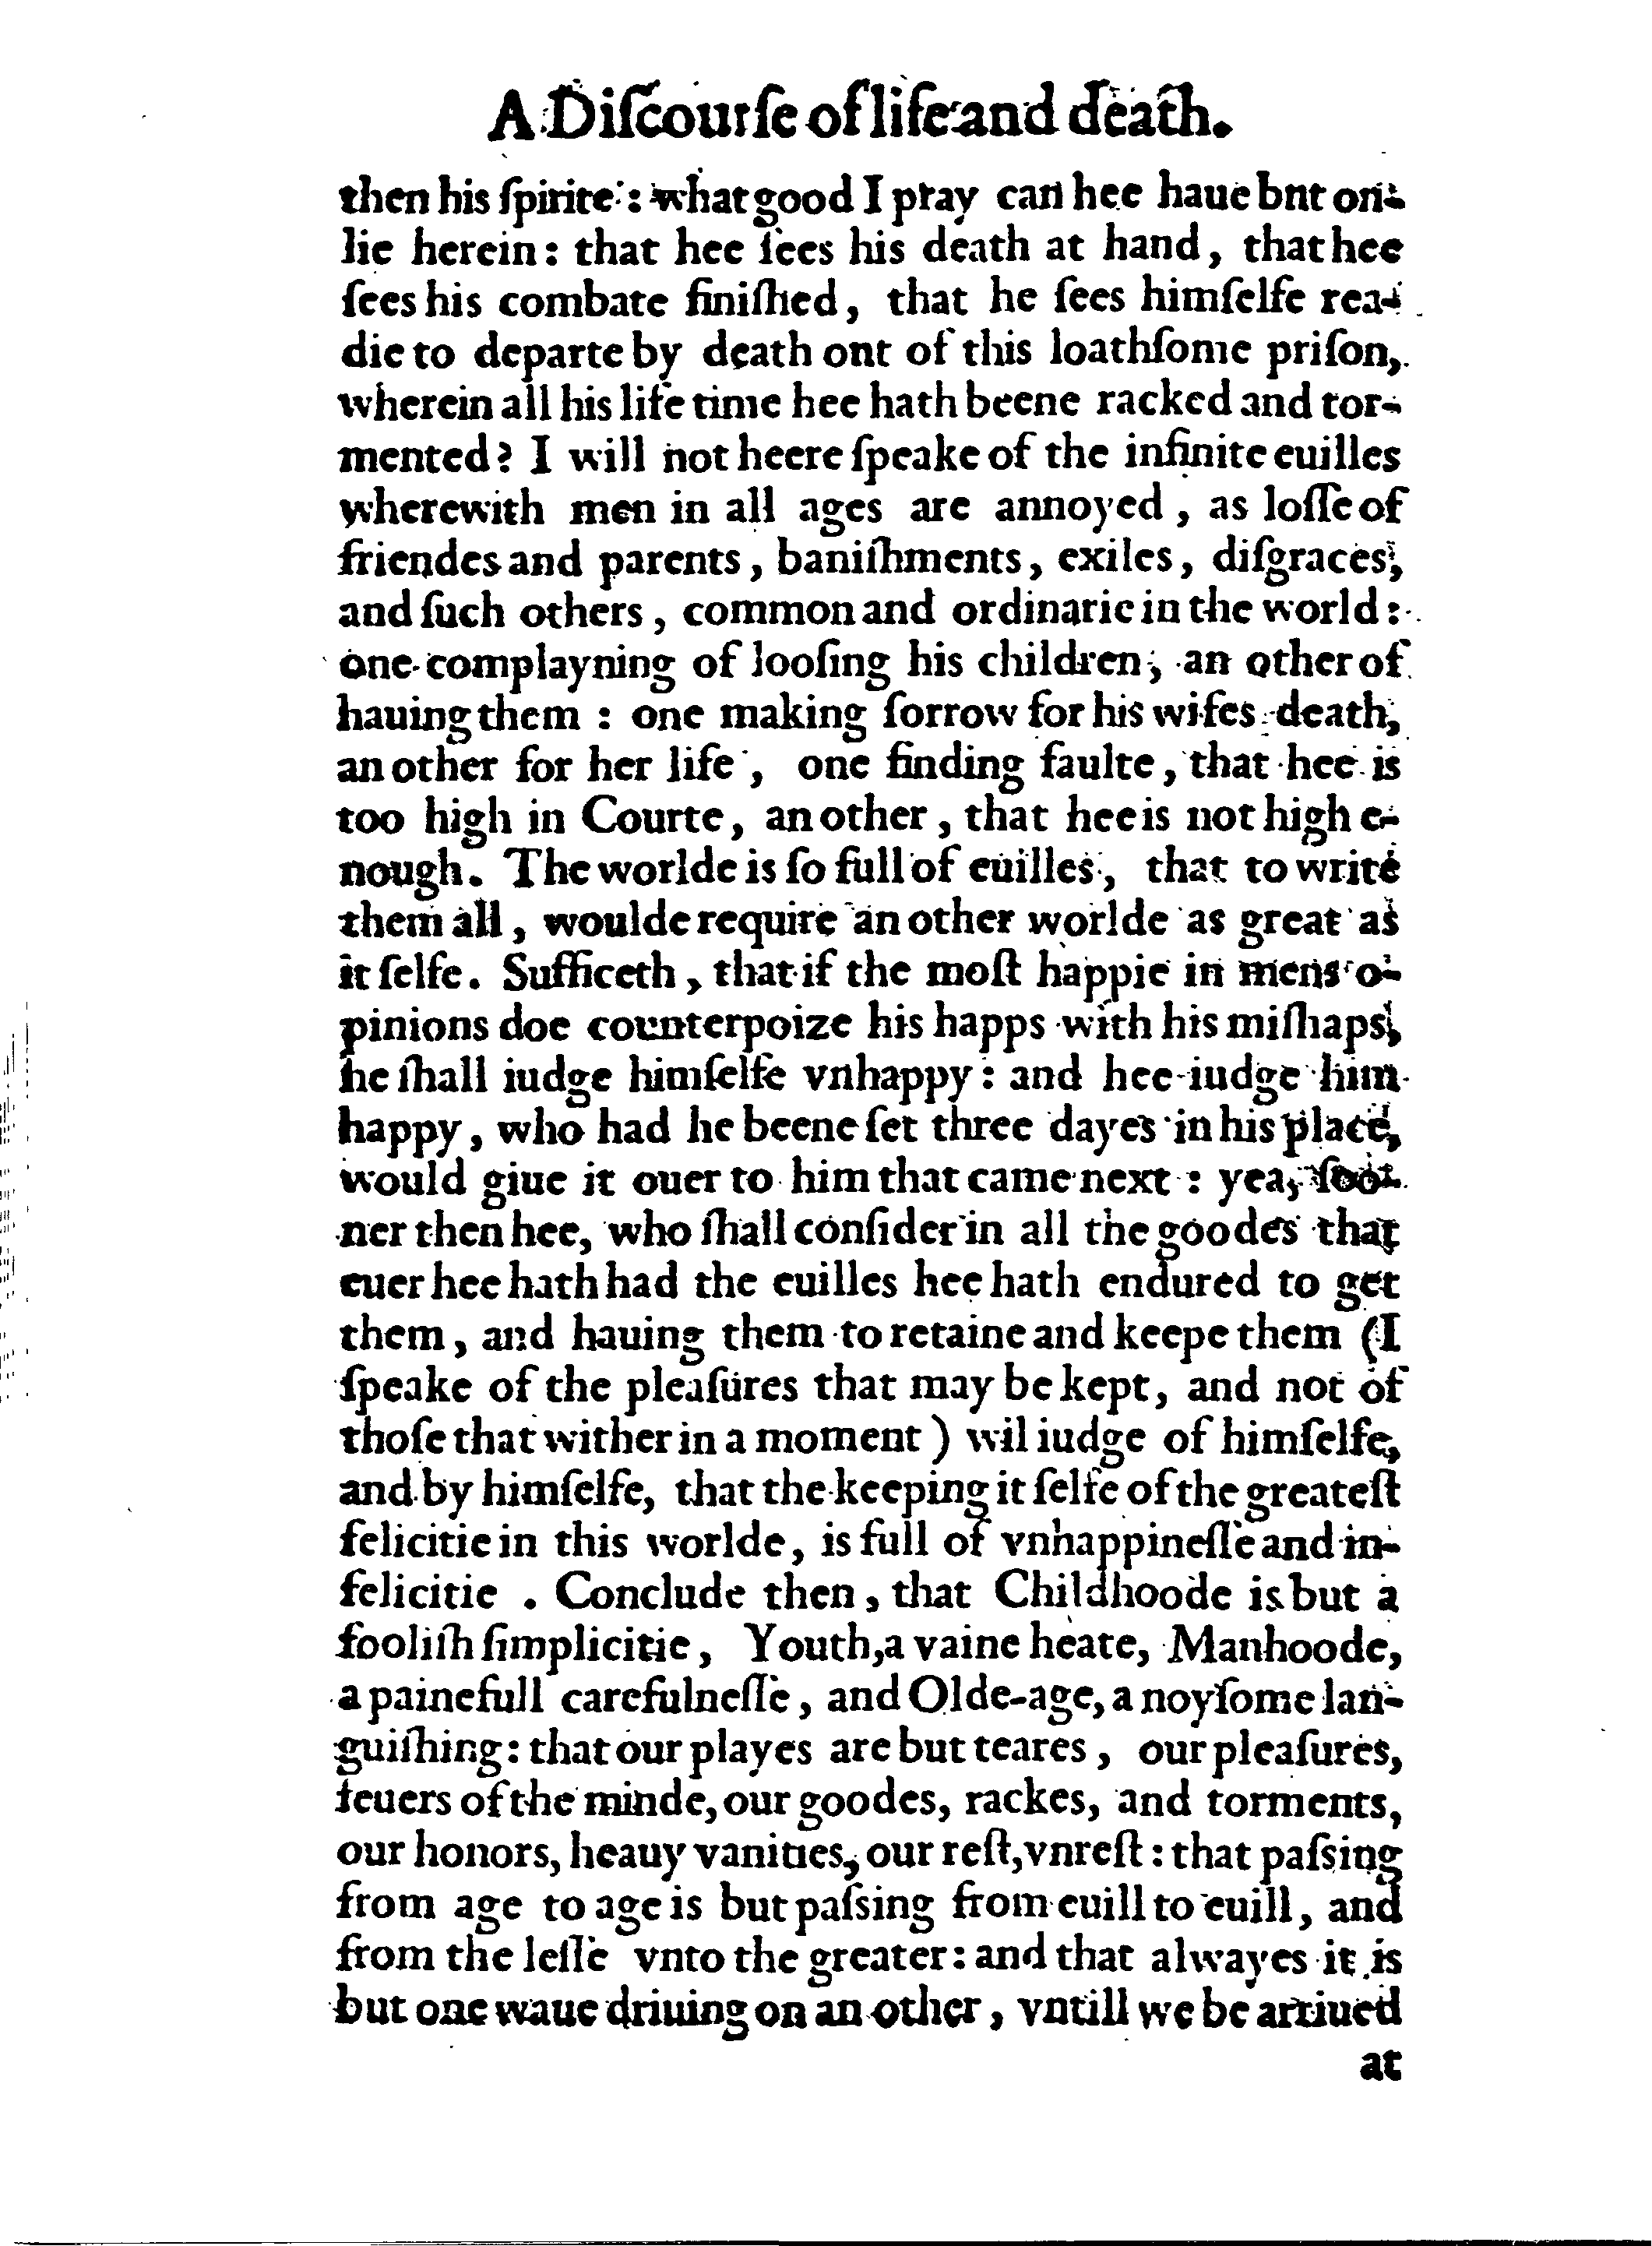 A Diſcourſe of life and death.
then his ſpirite : what good I pray can hee haue bnt on-
lie herein : that hee ſees his death at hand, that hee
ſees his combate finiſhed, that he ſees himſelfe rea-
die to departe by death ont of this loathſome priſon,
wherein all his life time hee hath beene racked and tor-
mented? I will not heere ſpeake of the infinite euilles
wherewith men in all ages are annoyed , as loſſe of
friendes and parents , baniſhments, exiles, diſgraces,
and ſuch others , common and ordinarie in the world :
one complayning of looſing his children, an other of
hauing them : one making ſorrow for his wifes death,
an other for her life , one finding faulte, that hee is
too high in Courte, an other , that hee is not high e-
nough. The worlde is ſo full of euilles, that to write
them all , woulde require an other worlde as great as
it ſelfe. Sufficeth , that if the moſt happie in mens o-
pinions doe counterpoize his happs with his miſhaps,
he ſhall iudge himſelfe vnhappy : and hee iudge him
happy, who had he beene ſet three dayes in his place,
would giue it ouer to him that came next : yea, ſoo-
ner then hee, who ſhall conſider in all the goodes that
euer hee hath had the euilles hee hath endured to get
them, and hauing them to retaine and keepe them (I
ſpeake of the pleaſures that may be kept, and not of
thoſe that wither in a moment ) wil iudge of himſelfe,
and by himſelfe, that the keeping it ſelfe of the greateſt
felicitie in this worlde, is full of vnhappineſſe and in-
felicitie . Conclude then , that Childhoode is but a
fooliſh ſimplicitie, Youth,a vaine heate, Manhoode,
a painefull carefulneſſe, and Olde-age, a noyſome lan-
guiſhing: that our playes are but teares , our pleaſures,
feuers of the minde, our goodes, rackes, and torments,
our honors, heauy vanities, our reſt,vnreſt : that paſsing
from age to age is but paſsing from euill to euill, and
from the leſſe vnto the greater: and that alwayes it is
but one waue driuing on an other , vntill we be arriued
at